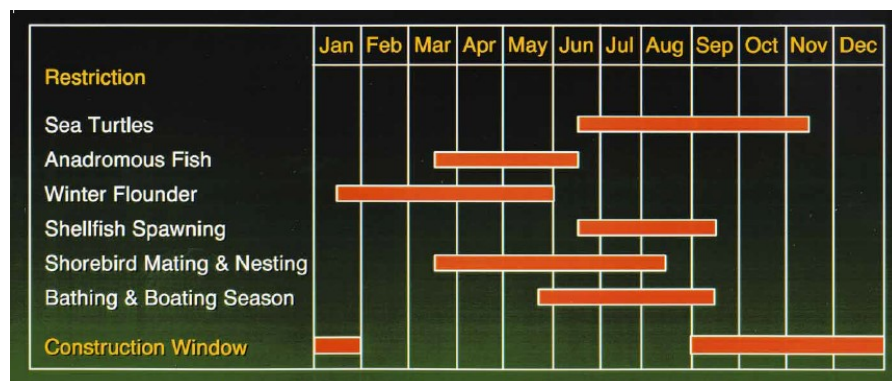 Jan Feb Mar Apr May Jun Jul Aug Sep Oct Nov Dec
Restriction
Sea Turtles
Anadromous Fish
Winter Flounder
Shellfish Spawning
Shorebird Mating & Nesting
Bathing & Boating Season
Construction Window